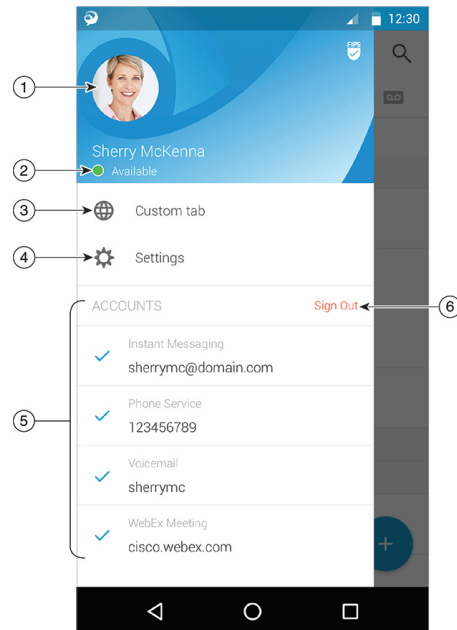 12:30
FIPS
1
Sherry McKenna
2
Available
3
Custom tab
4
Settings
ACCOUNTS
Sign Out
6
Instant Messaging
sherrymc@domain.com
5
Phone Service
123456789
Voicemail
sherrymc
WebEx Meeting
cisco.webex.com
+